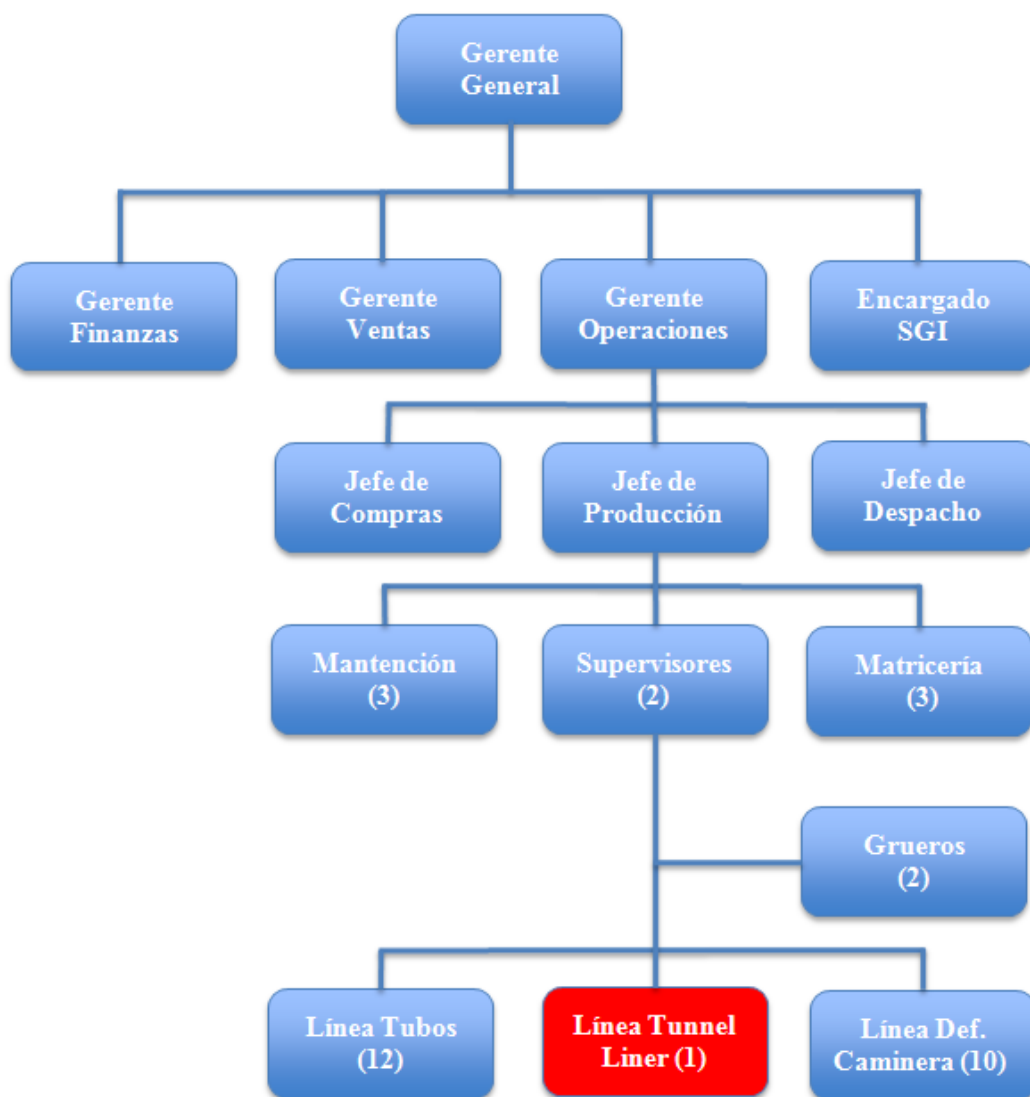 Gerente
General
Gerente
Finanzas
Gerente
Ventas
Gerente
Operaciones
Encargado
SGI
Jefe de
Compras
Jefe de
Producción
Jefe de
Despacho
Mantención
(3)
Supervisores
(2)
Matricería
(3)
Grueros
(2)
Línea Tubos
(12)
Línea Tunnel
Liner (1)
Línea Def.
Caminera (10)